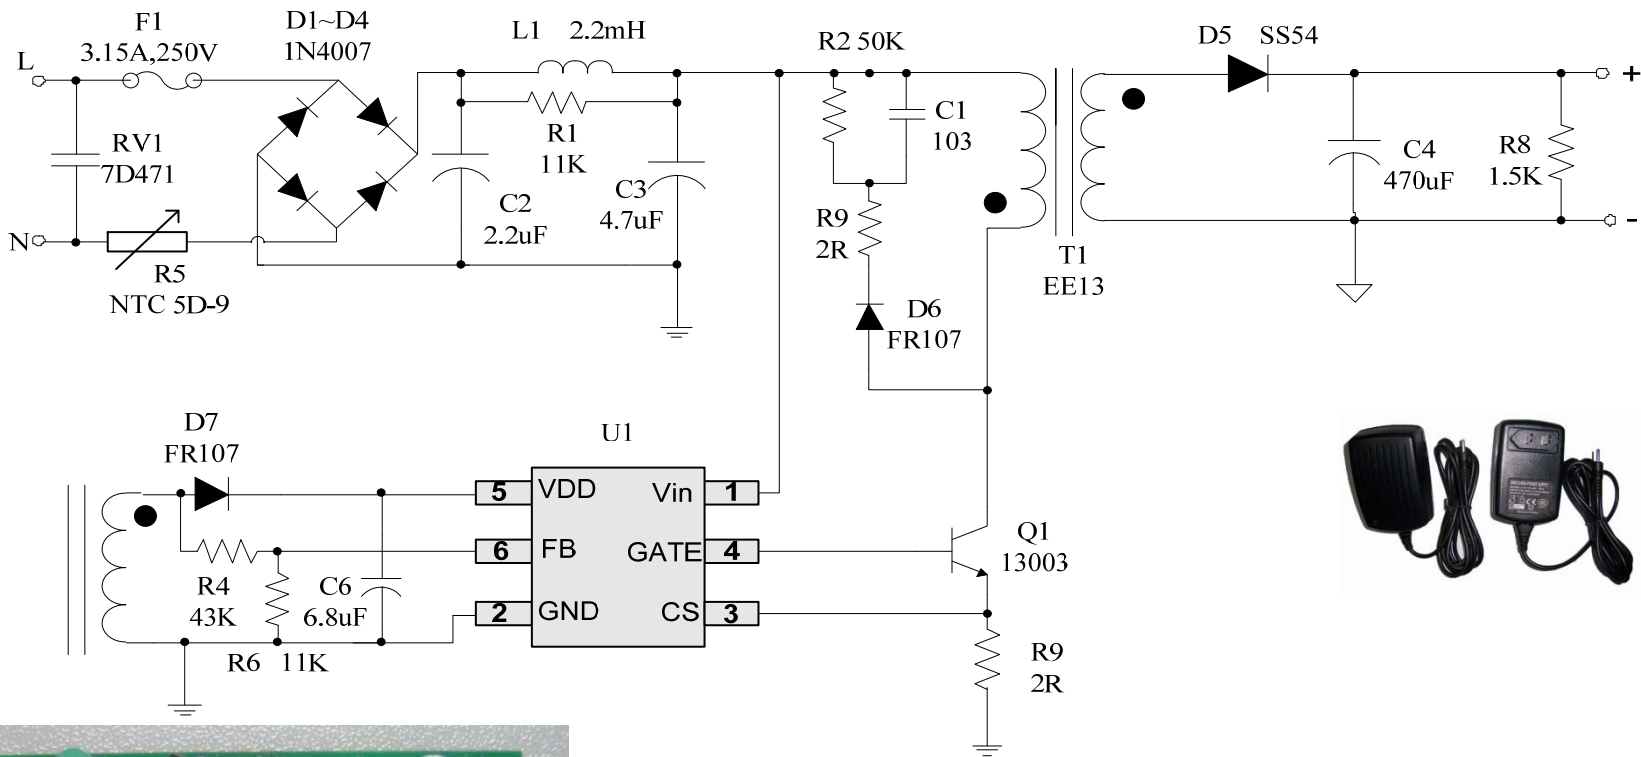 F1
3.15A,250V
D1~D4
1N4007
L1 2.2mH
R2 50K
D5 SS54
L
+
RV1
7D471
R1
11K
C1
103
C4
470uF
R8
1.5K
N
R5
NTC 5D-9
C2
2.2uF
C3
4.7uF
R9
2R
-
T1
EE13
D6
FR107
D7
FR107
U1
5 VDD Vin 1
6 FB GATE 4
2 GND CS 3
R4
43K
C6
6.8uF
R6 11K
Q1
13003
R9
2R